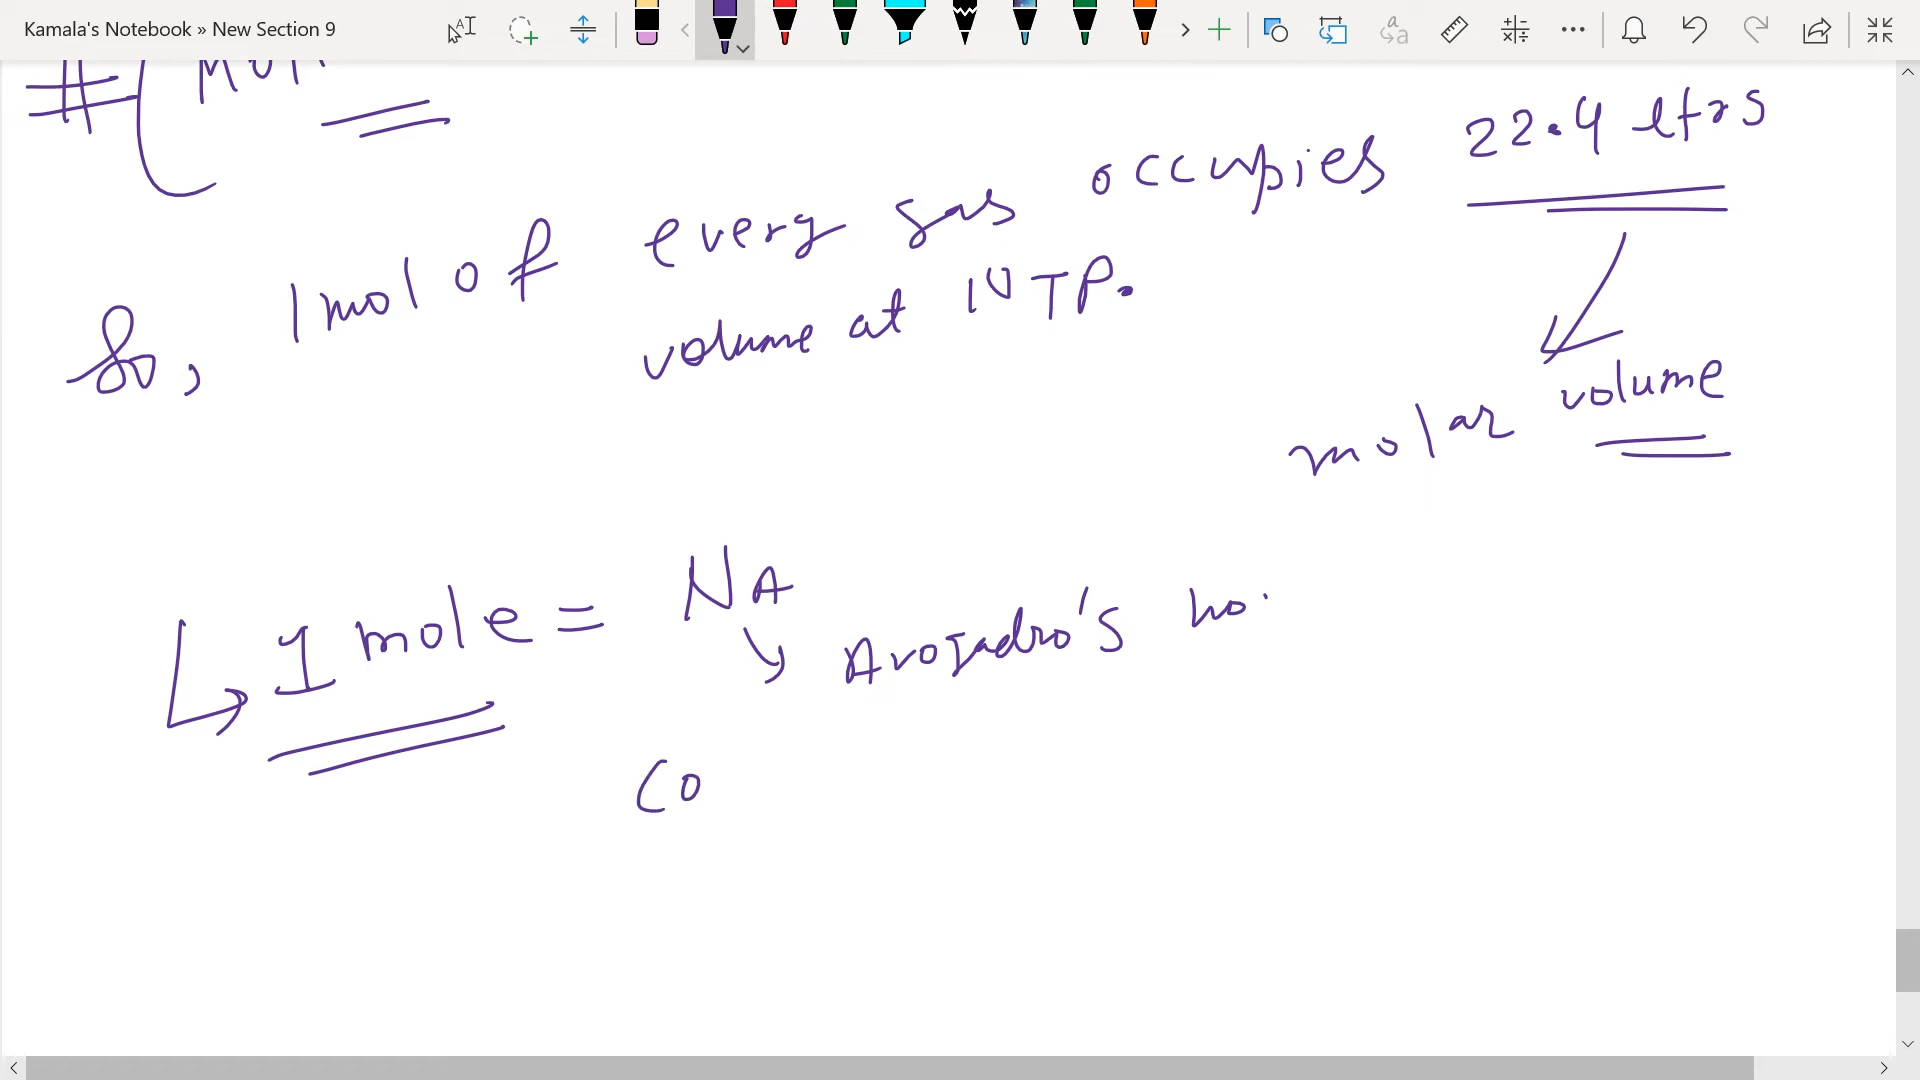 Kamala's Notebook » New Section 9
So, 1 mol of every gas occupies 22.4 ltrs
volume at NTP.
molar volume
↳ 1 mole = NA
↘ Avogadro's no.
Co